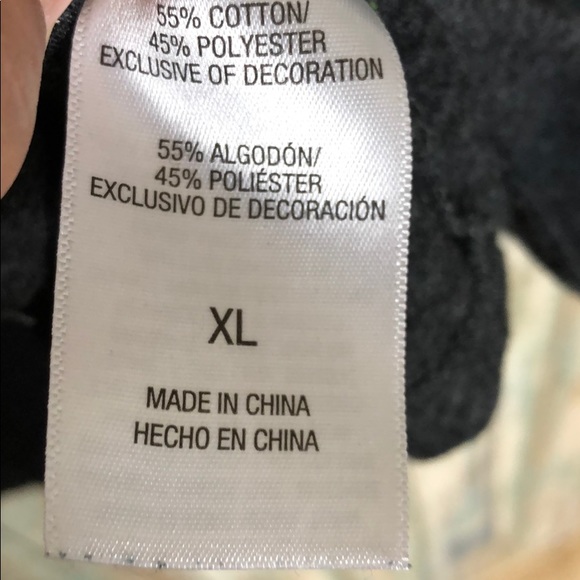 55% COTTON/
45% POLYESTER
EXCLUSIVE OF DECORATION
55% ALGODÓN/
45% POLIÉSTER
EXCLUSIVO DE DECORACIÓN
XL
MADE IN CHINA
HECHO EN CHINA